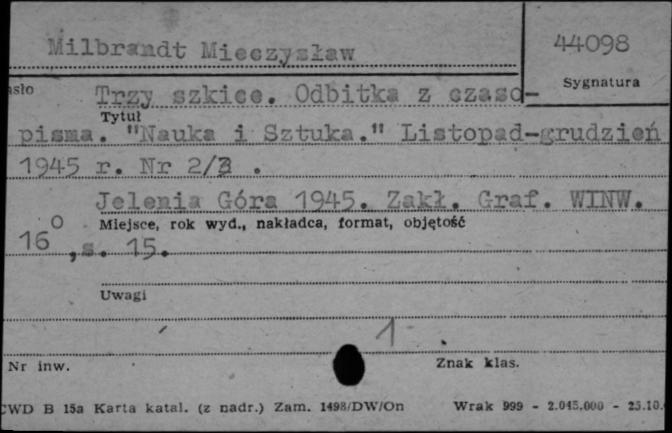 Milbrandt Mieczysław
44098
asło
Sygnatura
Trzy szkice. Odbitka z czaso-
Tytuł
pisma. "Nauka i Sztuka." Listopad-grudzień
1945 r. Nr 2/3 .
Jelenia Góra 1945. Zakł. Graf. WINW.
Miejsce, rok wyd., nakładca, format, objętość
16° ,s. 15.
Uwagi
1
Nr inw.
Znak klas.
CWD B 15a Karta katal. (z nadr.) Zam. 1498/DW/On Wrak 999 - 2.045.000 - 25.10.